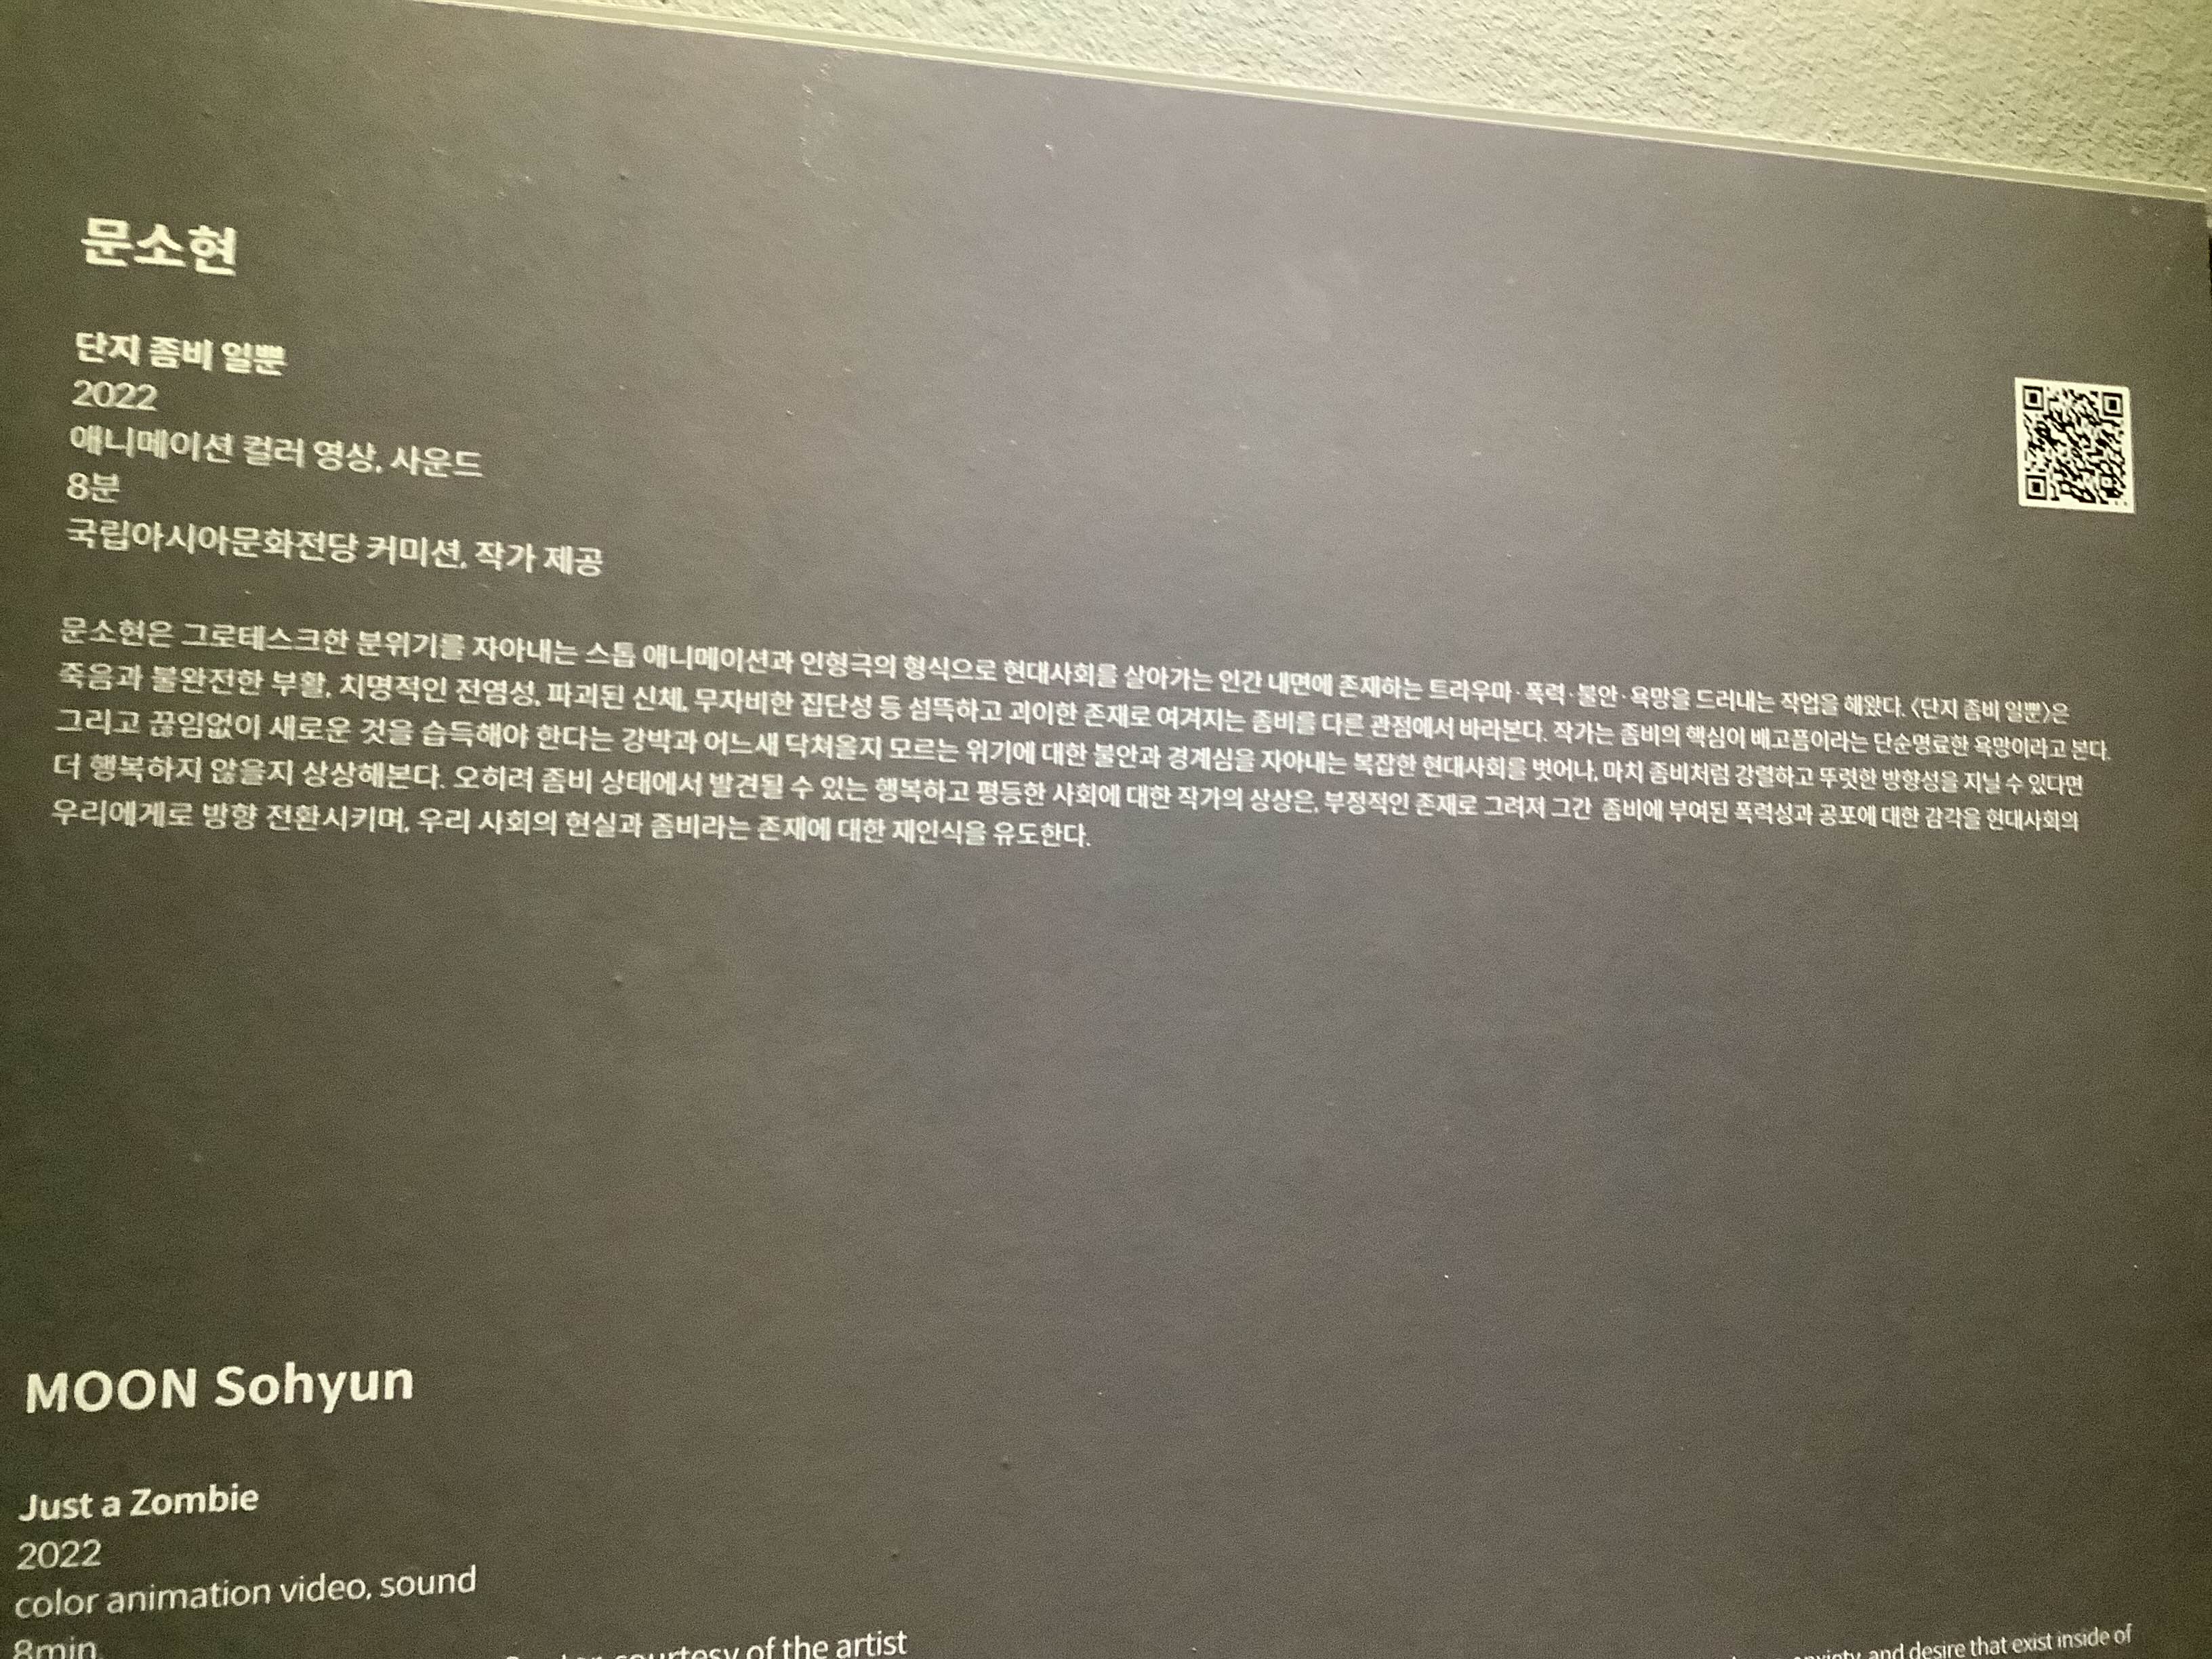 문소현
단지 좀비 일뿐
2022
애니메이션 컬러 영상, 사운드
8분
국립아시아문화전당 커미션, 작가 제공
문소현은 그로테스크한 분위기를 자아내는 스톱 애니메이션과 인형극의 형식으로 현대사회를 살아가는 인간 내면에 존재하는 트라우마·폭력·불안·욕망을 드러내는 작업을 해왔다. 〈단지 좀비 일뿐〉은
죽음과 불완전한 부활, 치명적인 전염성, 파괴된 신체, 무자비한 집단성 등 섬뜩하고 괴이한 존재로 여겨지는 좀비를 다른 관점에서 바라본다. 작가는 좀비의 핵심이 배고픔이라는 단순명료한 욕망이라고 본다.
그리고 끊임없이 새로운 것을 습득해야 한다는 강박과 어느새 닥쳐올지 모르는 위기에 대한 불안과 경계심을 자아내는 복잡한 현대사회를 벗어나, 마치 좀비처럼 강렬하고 뚜렷한 방향성을 지닐 수 있다면
더 행복하지 않을지 상상해본다. 오히려 좀비 상태에서 발견될 수 있는 행복하고 평등한 사회에 대한 작가의 상상은, 부정적인 존재로 그려져 그간 좀비에 부여된 폭력성과 공포에 대한 감각을 현대사회의
우리에게로 방향 전환시키며, 우리 사회의 현실과 좀비라는 존재에 대한 재인식을 유도한다.
MOON Sohyun
Just a Zombie
2022
color animation video, sound
8min.
courtesy of the artist
and desire that exist inside of